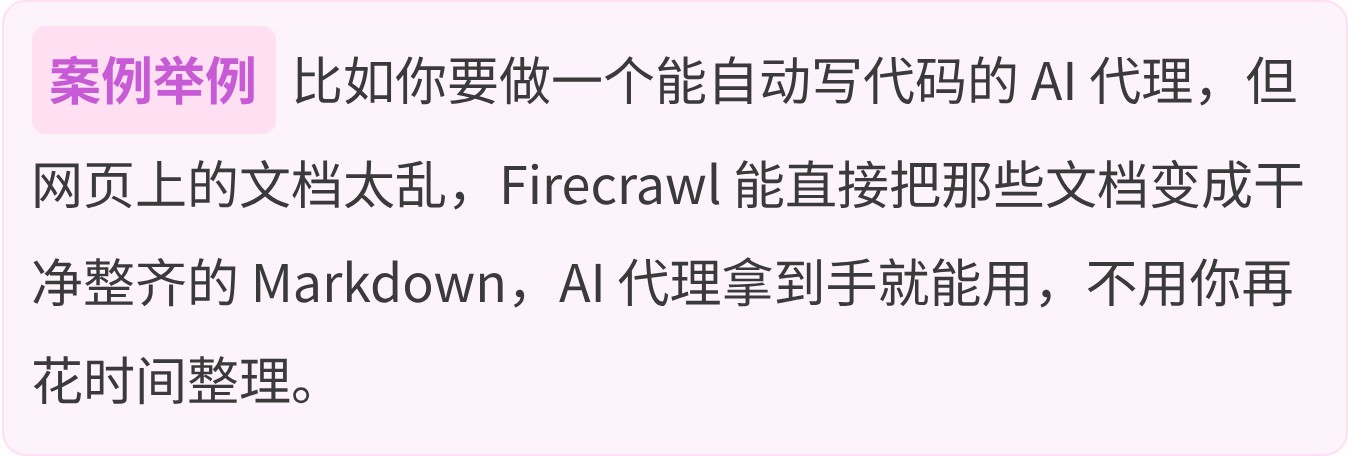 案例举例 比如你要做一个能自动写代码的 AI 代理，但
网页上的文档太乱，Firecrawl 能直接把那些文档变成干
净整齐的 Markdown，AI 代理拿到手就能用，不用你再
花时间整理。